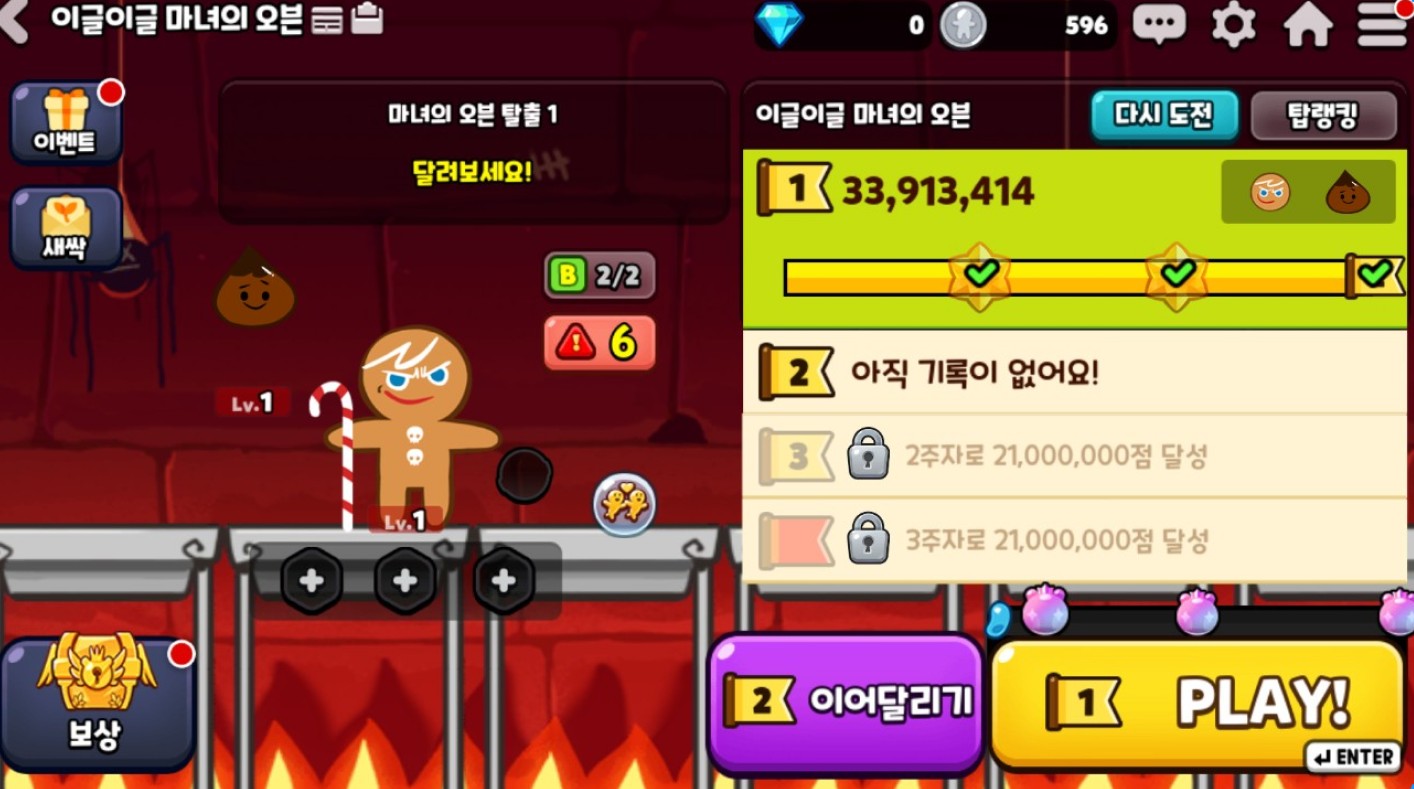 이글이글 마녀의 오븐
0
596
이벤트
새싹
마녀의 오븐 탈출 1
달려보세요!
B 2/2
6
Lv.1
Lv.1
보상
이글이글 마녀의 오븐
다시 도전
탑랭킹
1 33,913,414
2 아직 기록이 없어요!
3 2주자로 21,000,000점 달성
3주자로 21,000,000점 달성
2 이어달리기
1 PLAY!
ENTER